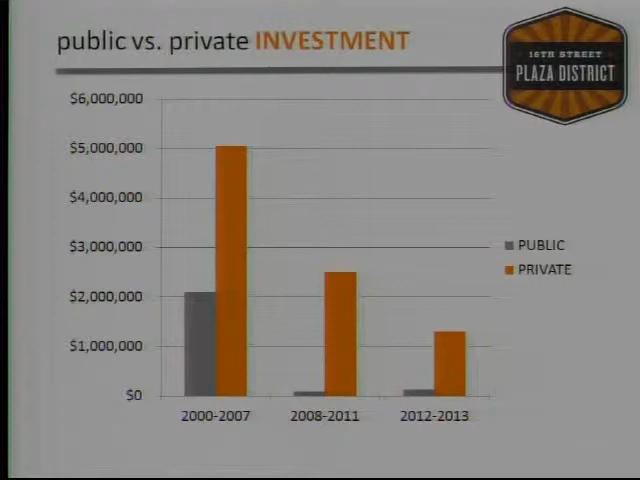 public vs. private INVESTMENT
16TH STREET
PLAZA DISTRICT
$6,000,000
$5,000,000
$4,000,000
$3,000,000
$2,000,000
$1,000,000
$0
2000-2007
2008-2011
2012-2013
PUBLIC
PRIVATE